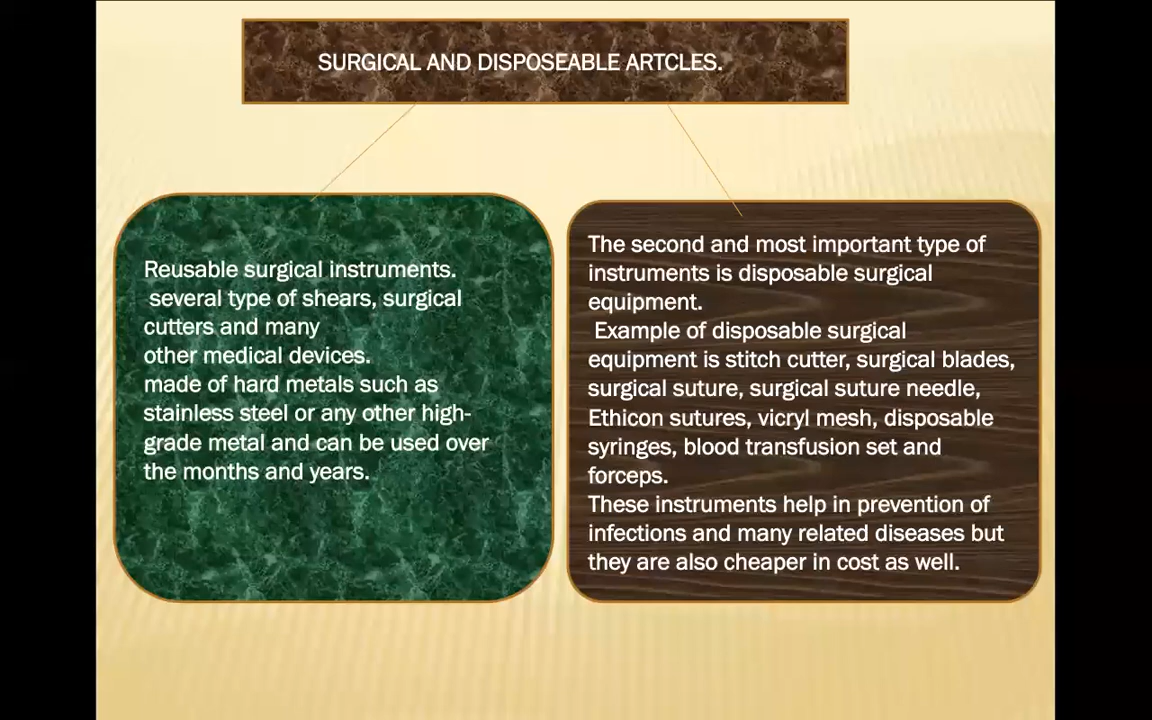 SURGICAL AND DISPOSEABLE ARTCLES.
Reusable surgical instruments.
several type of shears, surgical
cutters and many
other medical devices.
made of hard metals such as
stainless steel or any other high-
grade metal and can be used over
the months and years.
The second and most important type of
instruments is disposable surgical
equipment.
Example of disposable surgical
equipment is stitch cutter, surgical blades,
surgical suture, surgical suture needle,
Ethicon sutures, vicryl mesh, disposable
syringes, blood transfusion set and
forceps.
These instruments help in prevention of
infections and many related diseases but
they are also cheaper in cost as well.